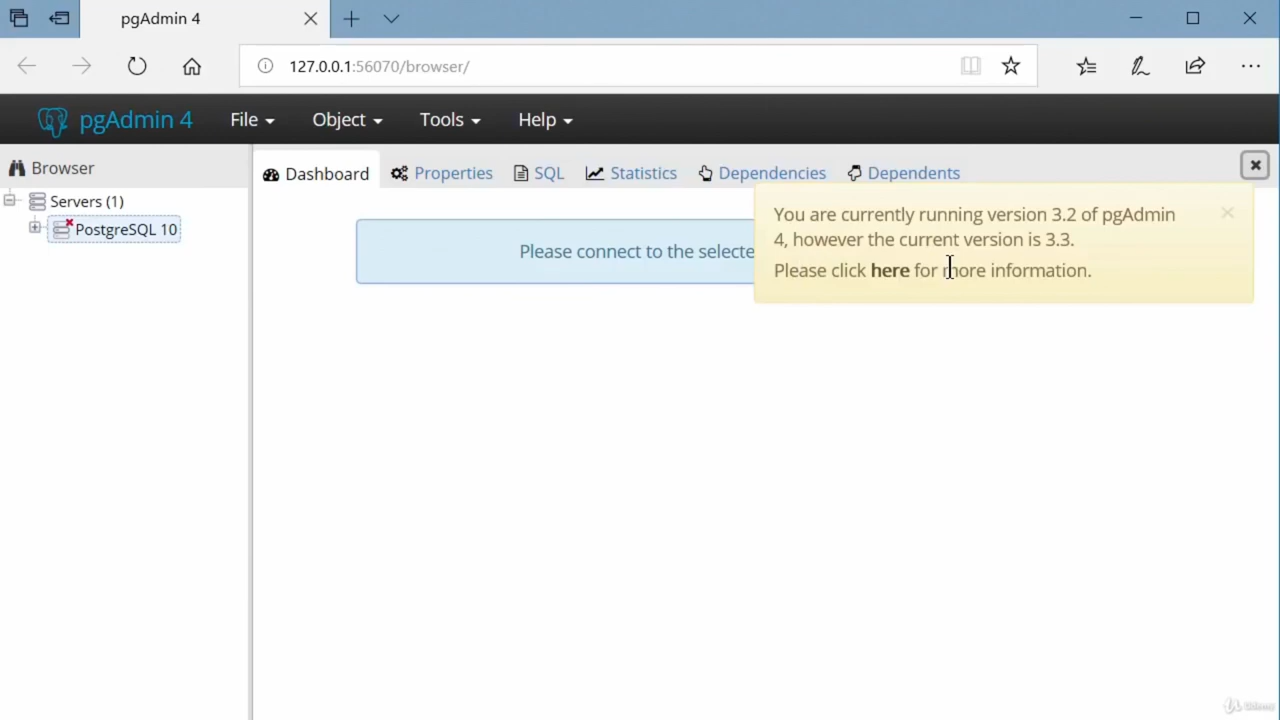 pgAdmin 4
127.0.0.1:56070/browser/
pgAdmin 4
File
Object
Tools
Help
Browser
Dashboard
Properties
SQL
Statistics
Dependencies
Dependents
Servers (1)
PostgreSQL 10
Please connect to the selecte
You are currently running version 3.2 of pgAdmin
4, however the current version is 3.3.
Please click here for more information.
Udemy